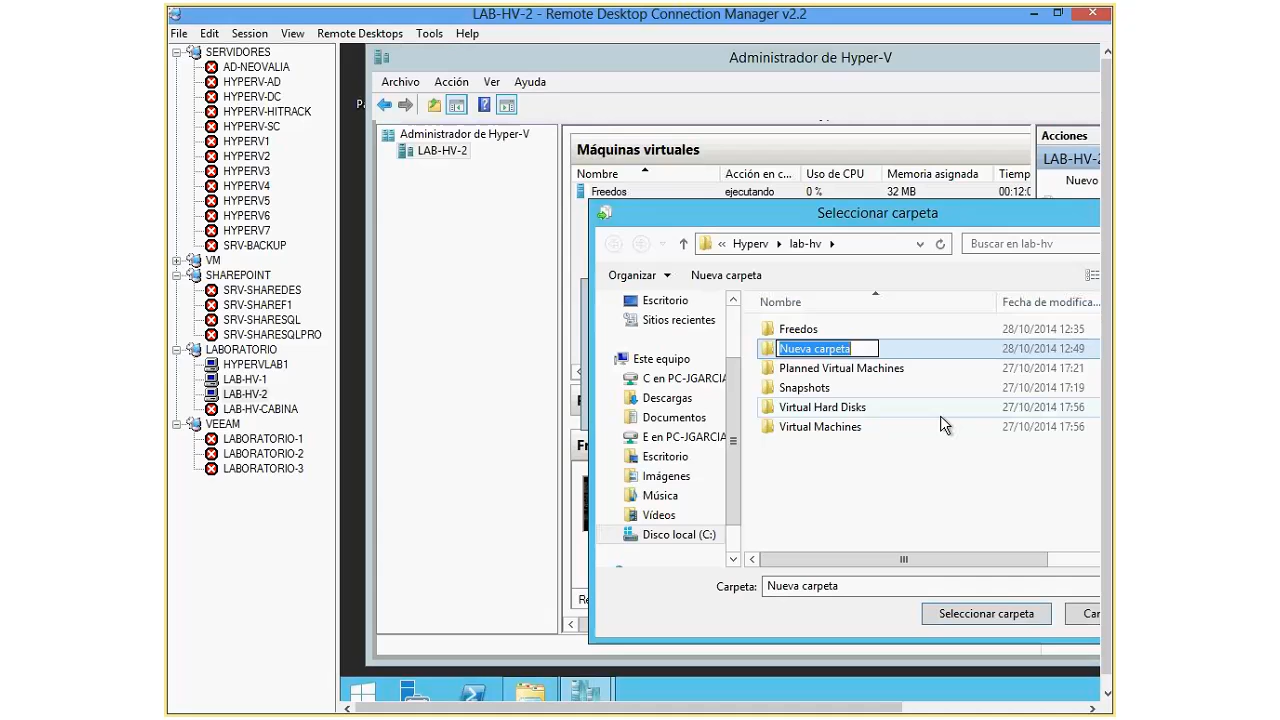 LAB-HV-2 - Remote Desktop Connection Manager v2.2
File Edit Session View Remote Desktops Tools Help
SERVIDORES
AD-NEOVALIA
HYPERV-AD
HYPERV-DC
HYPERV-HITRACK
HYPERV-SC
HYPERV1
HYPERV2
HYPERV3
HYPERV4
HYPERV5
HYPERV6
HYPERV7
SRV-BACKUP
VM
SHAREPOINT
SRV-SHAREDES
SRV-SHAREF1
SRV-SHARESQL
SRV-SHARESQLPRO
LABORATORIO
HYPERVLAB1
LAB-HV-1
LAB-HV-2
LAB-HV-CABINA
VEEAM
LABORATORIO-1
LABORATORIO-2
LABORATORIO-3
Administrador de Hyper-V
Archivo Acción Ver Ayuda
Administrador de Hyper-V
LAB-HV-2
Máquinas virtuales
Nombre Acción en c... Uso de CPU Memoria asignada Tiemp
Freedos ejecutando 0 % 32 MB 00:12:0
Acciones
LAB-HV-2
Nuevo
Seleccionar carpeta
« Hyperv lab-hv
Buscar en lab-hv
Organizar Nueva carpeta
Escritorio
Sitios recientes
Este equipo
C en PC-JGARCIA
Descargas
Documentos
E en PC-JGARCIA
Escritorio
Imágenes
Música
Vídeos
Disco local (C:)
Nombre Fecha de modifica...
Freedos 28/10/2014 12:35
Nueva carpeta 28/10/2014 12:49
Planned Virtual Machines 27/10/2014 17:21
Snapshots 27/10/2014 17:19
Virtual Hard Disks 27/10/2014 17:56
Virtual Machines 27/10/2014 17:56
Carpeta: Nueva carpeta
Seleccionar carpeta Car
Fr
Re